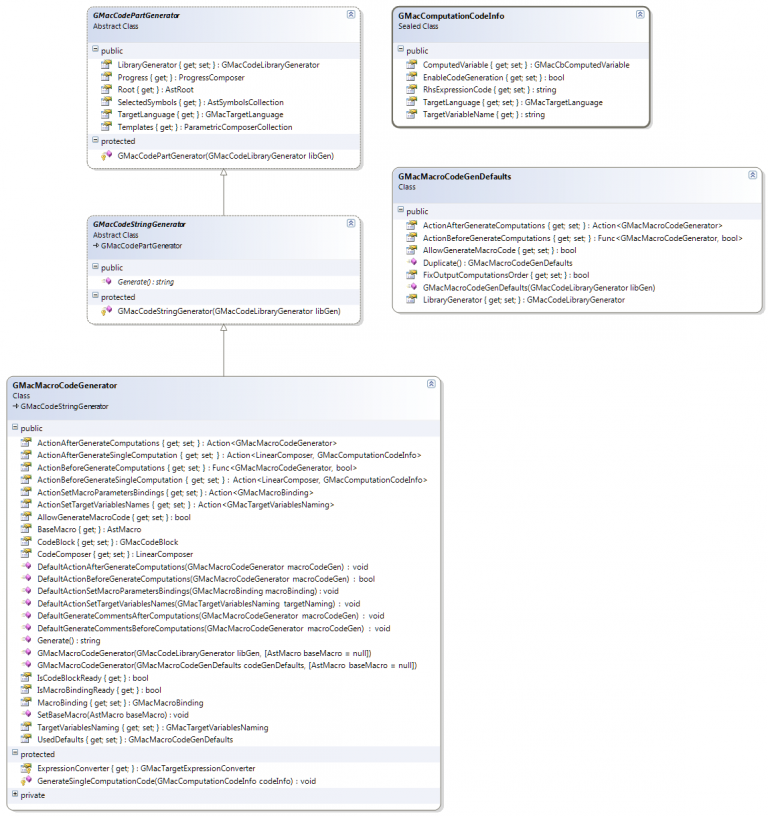 GMacCodePartGenerator
Abstract Class
public
LibraryGenerator { get; set; } : GMacCodeLibraryGenerator
Progress { get; } : ProgressComposer
Root { get; } : AstRoot
SelectedSymbols { get; } : AstSymbolsCollection
TargetLanguage { get; } : GMacTargetLanguage
Templates { get; } : ParametricComposerCollection
protected
GMacCodePartGenerator(GMacCodeLibraryGenerator libGen)
GMacComputationCodeInfo
Sealed Class
public
ComputedVariable { get; set; } : GMacCbComputedVariable
EnableCodeGeneration { get; set; } : bool
RhsExpressionCode { get; set; } : string
TargetLanguage { get; set; } : GMacTargetLanguage
TargetVariableName { get; } : string
GMacMacroCodeGenDefaults
Class
public
ActionAfterGenerateComputations { get; set; } : Action<GMacMacroCodeGenerator>
ActionBeforeGenerateComputations { get; set; } : Func<GMacMacroCodeGenerator, bool>
AllowGenerateMacroCode { get; set; } : bool
Duplicate() : GMacMacroCodeGenDefaults
FixOutputComputationsOrder { get; set; } : bool
GMacMacroCodeGenDefaults(GMacCodeLibraryGenerator libGen)
LibraryGenerator { get; set; } : GMacCodeLibraryGenerator
GMacCodeStringGenerator
Abstract Class
GMacCodePartGenerator
public
Generate() : string
protected
GMacCodeStringGenerator(GMacCodeLibraryGenerator libGen)
GMacMacroCodeGenerator
Class
GMacCodeStringGenerator
public
ActionAfterGenerateComputations { get; set; } : Action<GMacMacroCodeGenerator>
ActionAfterGenerateSingleComputation { get; set; } : Action<LinearComposer, GMacComputationCodeInfo>
ActionBeforeGenerateComputations { get; set; } : Func<GMacMacroCodeGenerator, bool>
ActionBeforeGenerateSingleComputation { get; set; } : Action<LinearComposer, GMacComputationCodeInfo>
ActionSetMacroParametersBindings { get; set; } : Action<GMacMacroBinding>
ActionSetTargetVariablesNames { get; set; } : Action<GMacTargetVariablesNaming>
AllowGenerateMacroCode { get; set; } : bool
BaseMacro { get; } : AstMacro
CodeBlock { get; set; } : GMacCodeBlock
CodeComposer { get; set; } : LinearComposer
DefaultActionAfterGenerateComputations(GMacMacroCodeGenerator macroCodeGen) : void
DefaultActionBeforeGenerateComputations(GMacMacroCodeGenerator macroCodeGen) : bool
DefaultActionSetMacroParametersBindings(GMacMacroBinding macroBinding) : void
DefaultActionSetTargetVariablesNames(GMacTargetVariablesNaming targetNaming) : void
DefaultGenerateCommentsAfterComputations(GMacMacroCodeGenerator macroCodeGen) : void
DefaultGenerateCommentsBeforeComputations(GMacMacroCodeGenerator macroCodeGen) : void
Generate() : string
GMacMacroCodeGenerator(GMacCodeLibraryGenerator libGen, [AstMacro baseMacro = null])
GMacMacroCodeGenerator(GMacMacroCodeGenDefaults codeGenDefaults, [AstMacro baseMacro = null])
IsCodeBlockReady { get; } : bool
IsMacroBindingReady { get; } : bool
MacroBinding { get; set; } : GMacMacroBinding
SetBaseMacro(AstMacro baseMacro) : void
TargetVariablesNaming { get; set; } : GMacTargetVariablesNaming
UsedDefaults { get; set; } : GMacMacroCodeGenDefaults
protected
ExpressionConverter { get; } : GMacTargetExpressionConverter
GenerateSingleComputationCode(GMacComputationCodeInfo codeInfo) : void
private